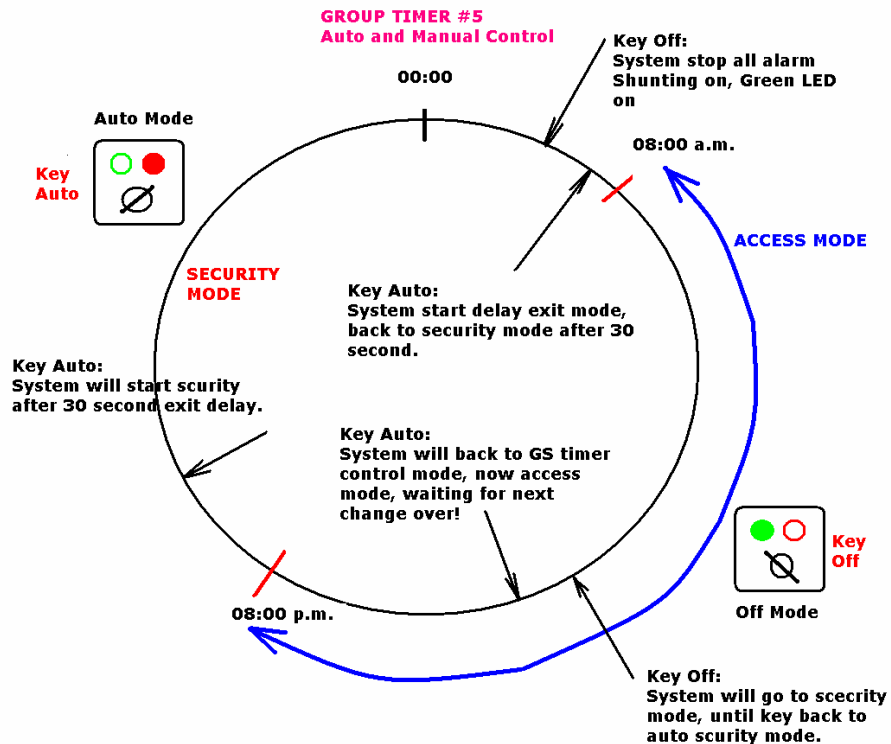 GROUP TIMER #5
Auto and Manual Control
00:00
Key Off:
System stop all alarm
Shunting on, Green LED
on
08:00 a.m.
Auto Mode
Key
Auto
ACCESS MODE
SECURITY
MODE
Key Auto:
System start delay exit mode,
back to security mode after 30
second.
Key Auto:
System will start scurity
after 30 second exit delay.
Key Auto:
System will back to GS timer
control mode, now access
mode, waiting for next
change over!
Key
Off
Off Mode
08:00 p.m.
Key Off:
System will go to scecrity
mode, until key back to
auto scurity mode.